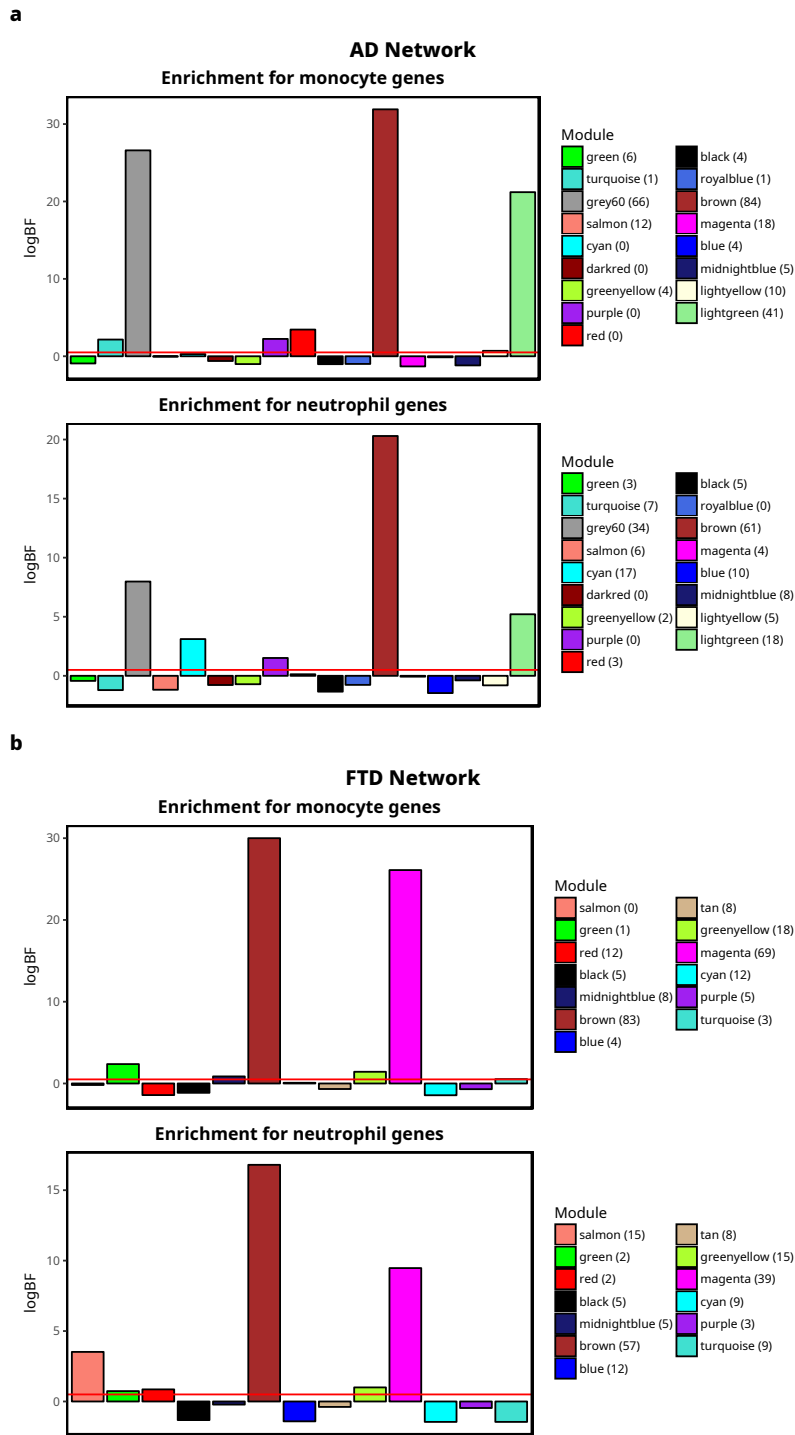 a
AD Network
Enrichment for monocyte genes
30
20
10
0
logBF
Module
green (6)
turquoise (1)
grey60 (66)
salmon (12)
cyan (0)
darkred (0)
greenyellow (4)
purple (0)
red (0)
black (4)
royalblue (1)
brown (84)
magenta (18)
blue (4)
midnightblue (5)
lightyellow (10)
lightgreen (41)
Enrichment for neutrophil genes
20
15
10
5
0
logBF
Module
green (3)
turquoise (7)
grey60 (34)
salmon (6)
cyan (17)
darkred (0)
greenyellow (2)
purple (0)
red (3)
black (5)
royalblue (0)
brown (61)
magenta (4)
blue (10)
midnightblue (8)
lightyellow (5)
lightgreen (18)
b
FTD Network
Enrichment for monocyte genes
30
20
10
0
logBF
Module
salmon (0)
green (1)
red (12)
black (5)
midnightblue (8)
brown (83)
blue (4)
tan (8)
greenyellow (18)
magenta (69)
cyan (12)
purple (5)
turquoise (3)
Enrichment for neutrophil genes
15
10
5
0
logBF
Module
salmon (15)
green (2)
red (2)
black (5)
midnightblue (5)
brown (57)
blue (12)
tan (8)
greenyellow (15)
magenta (39)
cyan (9)
purple (3)
turquoise (9)